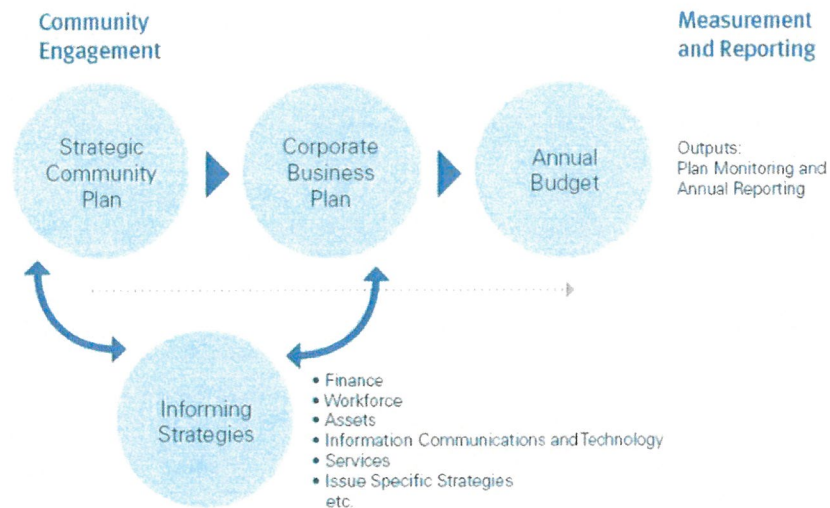 Community
Engagement
Measurement
and Reporting
Strategic
Community
Plan
Corporate
Business
Plan
Annual
Budget
Outputs:
Plan Monitoring and
Annual Reporting
Informing
Strategies
• Finance
• Workforce
• Assets
• Information Communications and Technology
• Services
• Issue Specific Strategies
etc.